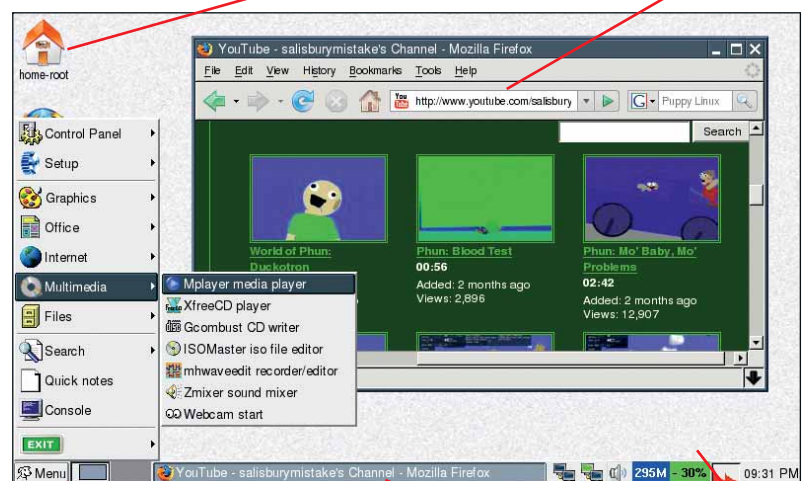 home-root
YouTube - salisburymistake's Channel - Mozilla Firefox
File Edit View History Bookmarks Tools Help
You
http://www.youtube.com/salisbury
G
Puppy Linux
Search
World of Phun:
Duckotron
Phun: Blood Test
00:56
Added: 2 months ago
Views: 2,896
Phun: Mo' Baby, Mo'
Problems
02:42
Added: 2 months ago
Views: 12,907
Control Panel
Setup
Graphics
Office
Internet
Multimedia
Files
Search
Quick notes
Console
EXIT
Mplayer media player
XfreeCD player
Gcombust CD writer
ISOMaster iso file editor
mhwaveedit recorder/editor
Zmixer sound mixer
Webcam start
Menu
YouTube - salisburymistake's Channel - Mozilla Firefox
295M - 30%
09:31 PM